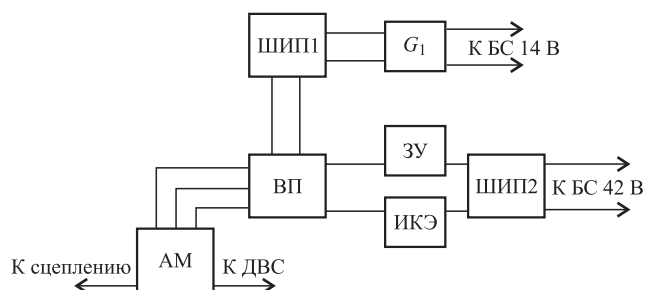 ШИП1
G₁
К БС 14 В
ЗУ
ВП
ШИП2
К БС 42 В
ИКЭ
К сцеплению
АМ
К ДВС